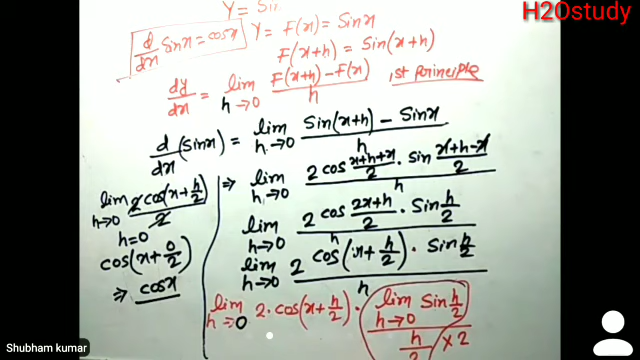 H2Ostudy
Y = Sin
d/dx Sinx = cosx
Y = F(x) = Sinx
F(x+h) = Sin(x+h)
dy/dx = lim h→0 F(x+h) - F(x) / h 1st Principle
d/dx (sinx) = lim h→0 Sin(x+h) - Sinx / h
⇒ lim h→0 2 cos x+h+x/2 . Sin x+h-x/2 / h
lim h→0 2 cos 2x+h/2 . Sin h/2 / h
lim h→0 2 cos(x+h/2) . Sin h/2 / h
lim h→0 2 . cos(x+h/2) . lim h→0 Sin h/2 / h/2 × 2
lim h→0 2 cos(x+h/2) / 2
h=0
cos(x+0/2)
⇒ cosx
Shubham kumar